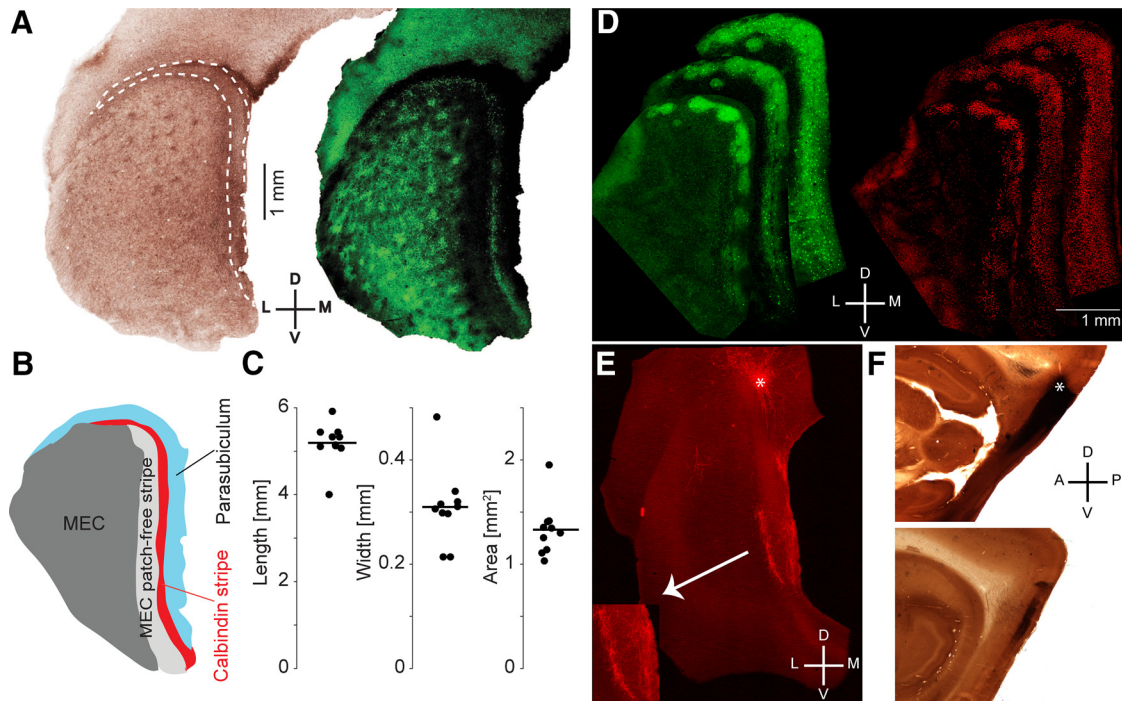 A
1 mm
D
L M
V
B
MEC
MEC patch-free stripe
Parasubiculum
Calbindin stripe
C
Length [mm]
6
4
2
0
Width [mm]
0.4
0.2
0
Area [mm²]
2
1
0
D
D
L M
V
1 mm
E
*
D
L M
V
F
*
D
A P
V